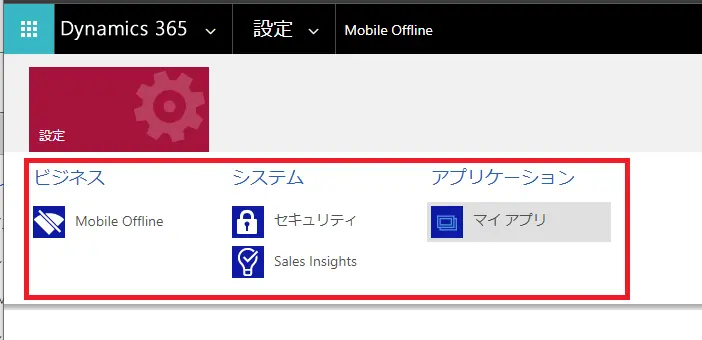 Dynamics 365 設定 Mobile Offline
設定
ビジネス システム アプリケーション
Mobile Offline セキュリティ マイ アプリ
Sales Insights